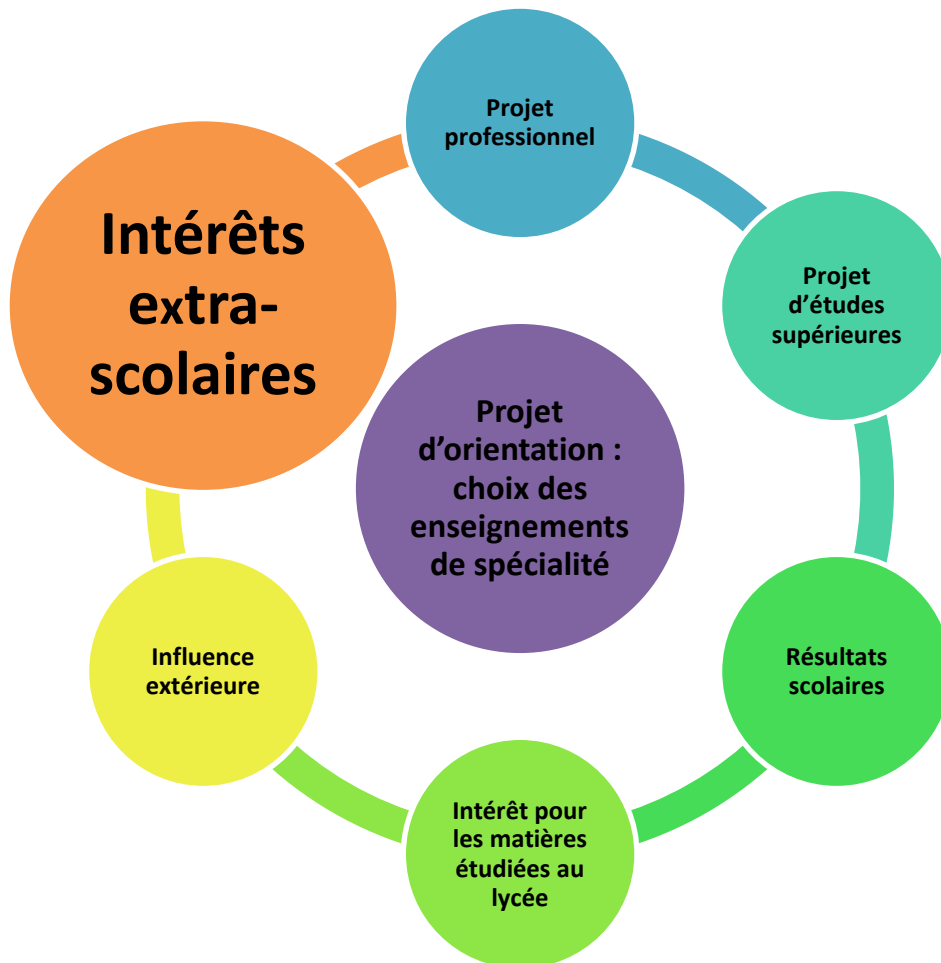 Projet
professionnel
Intérêts
extra-
scolaires
Projet
d’études
supérieures
Projet
d’orientation :
choix des
enseignements
de spécialité
Influence
extérieure
Résultats
scolaires
Intérêt pour
les matières
étudiées au
lycée